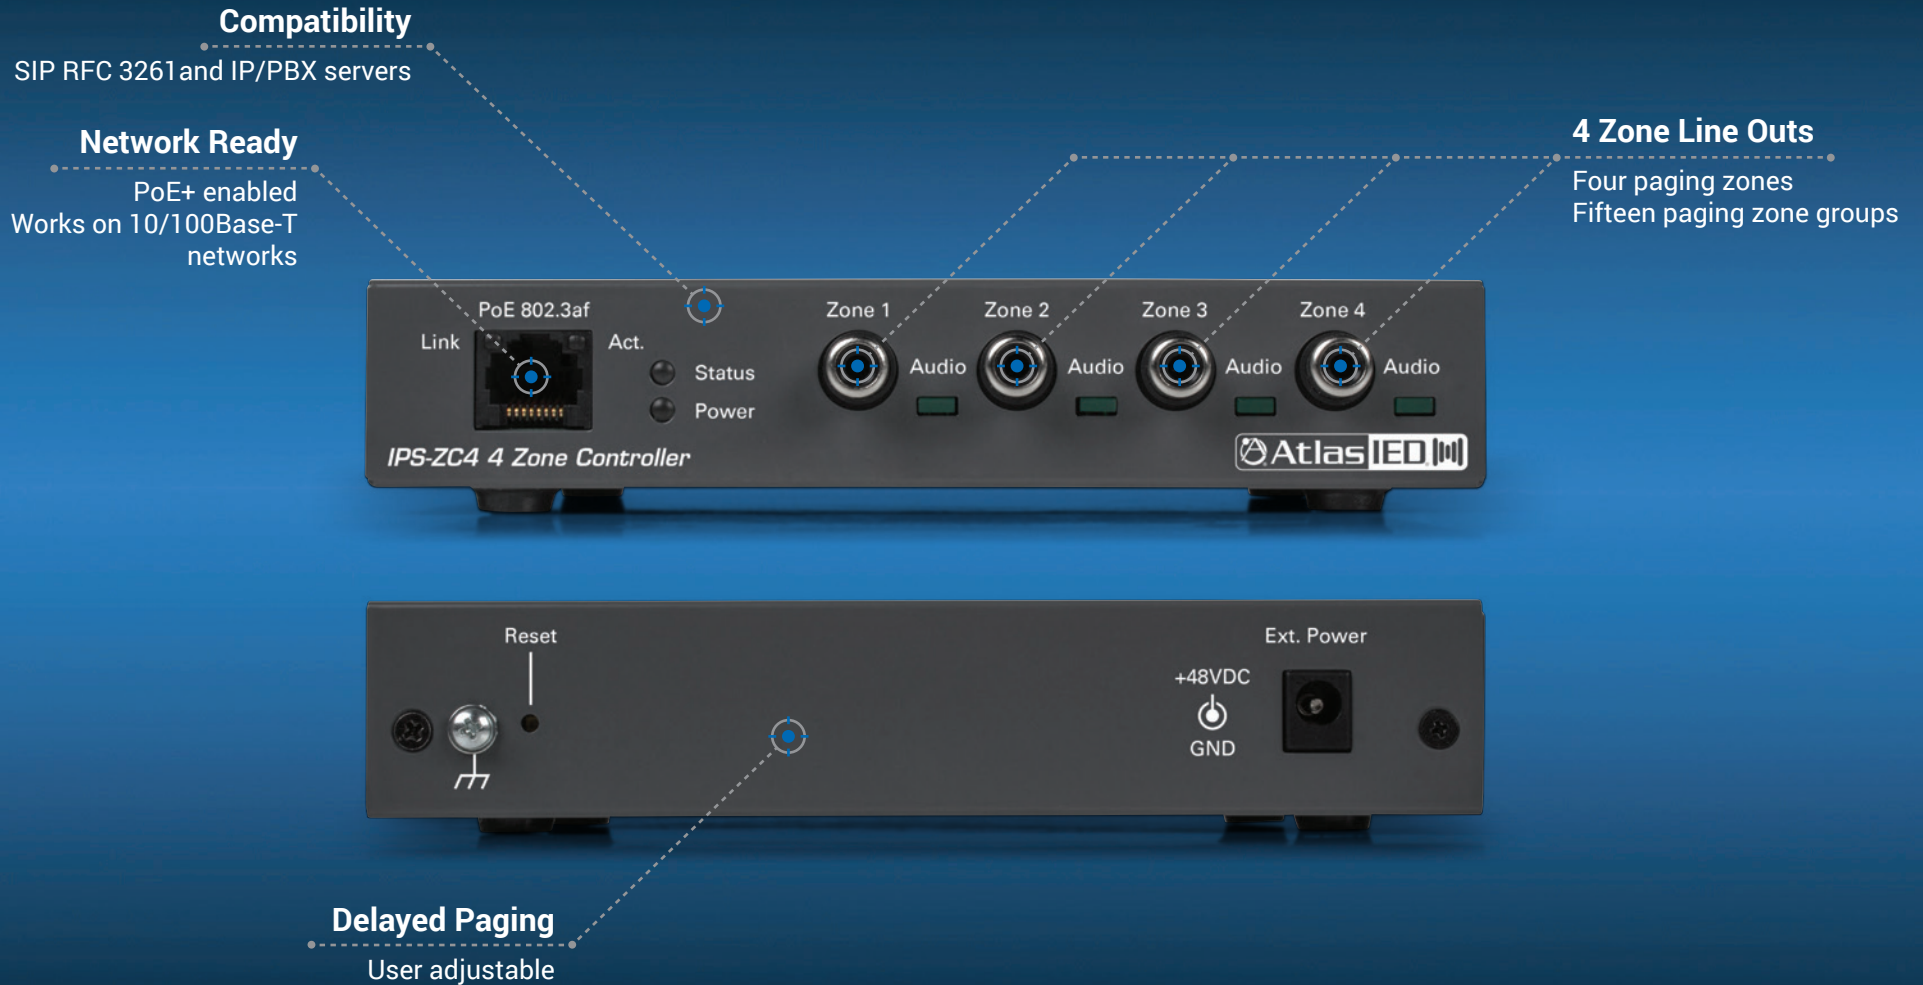 Compatibility
SIP RFC 3261and IP/PBX servers
Network Ready
PoE+ enabled
Works on 10/100Base-T
networks
4 Zone Line Outs
Four paging zones
Fifteen paging zone groups
PoE 802.3af
Link
Act.
Status
Power
Zone 1
Audio
Zone 2
Audio
Zone 3
Audio
Zone 4
Audio
IPS-ZC4 4 Zone Controller
AtlasIED
Reset
Ext. Power
+48VDC
GND
Delayed Paging
User adjustable